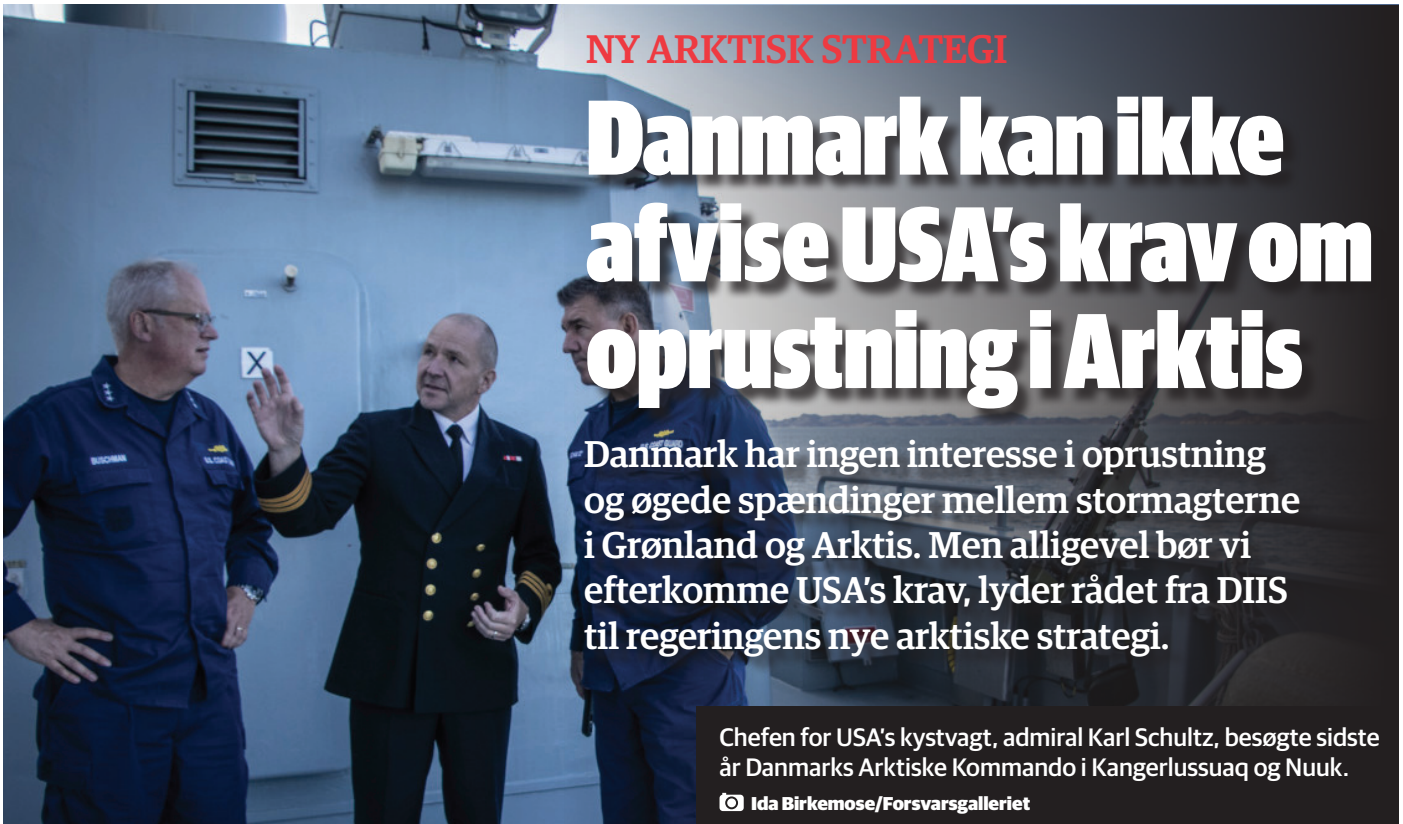 NY ARKTISK STRATEGI
Danmark kan ikke
afvise USA's krav om
oprustning i Arktis
Danmark har ingen interesse i oprustning
og øgede spændinger mellem stormagterne
i Grønland og Arktis. Men alligevel bør vi
efterkomme USA's krav, lyder rådet fra DIIS
til regeringens nye arktiske strategi.
X
BUSCHMAN
Chefen for USA's kystvagt, admiral Karl Schultz, besøgte sidste
år Danmarks Arktiske Kommando i Kangerlussuaq og Nuuk.
Ida Birkemose/Forsvarsgalleriet